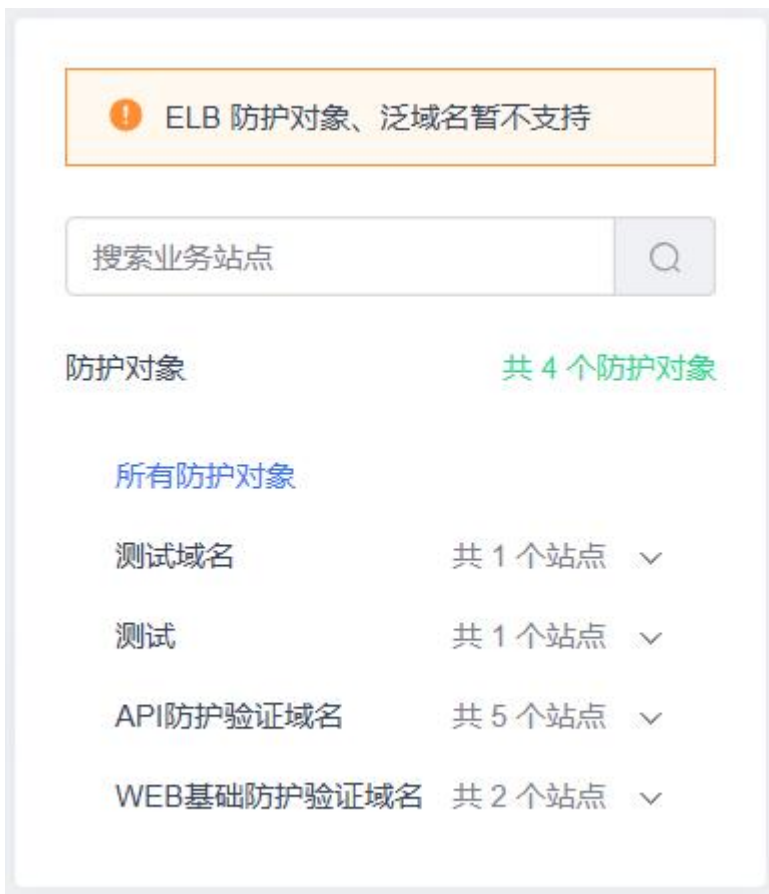 ELB 防护对象、泛域名暂不支持
搜索业务站点
防护对象 共 4 个防护对象
所有防护对象
测试域名 共 1 个站点
测试 共 1 个站点
API防护验证域名 共 5 个站点
WEB基础防护验证域名 共 2 个站点